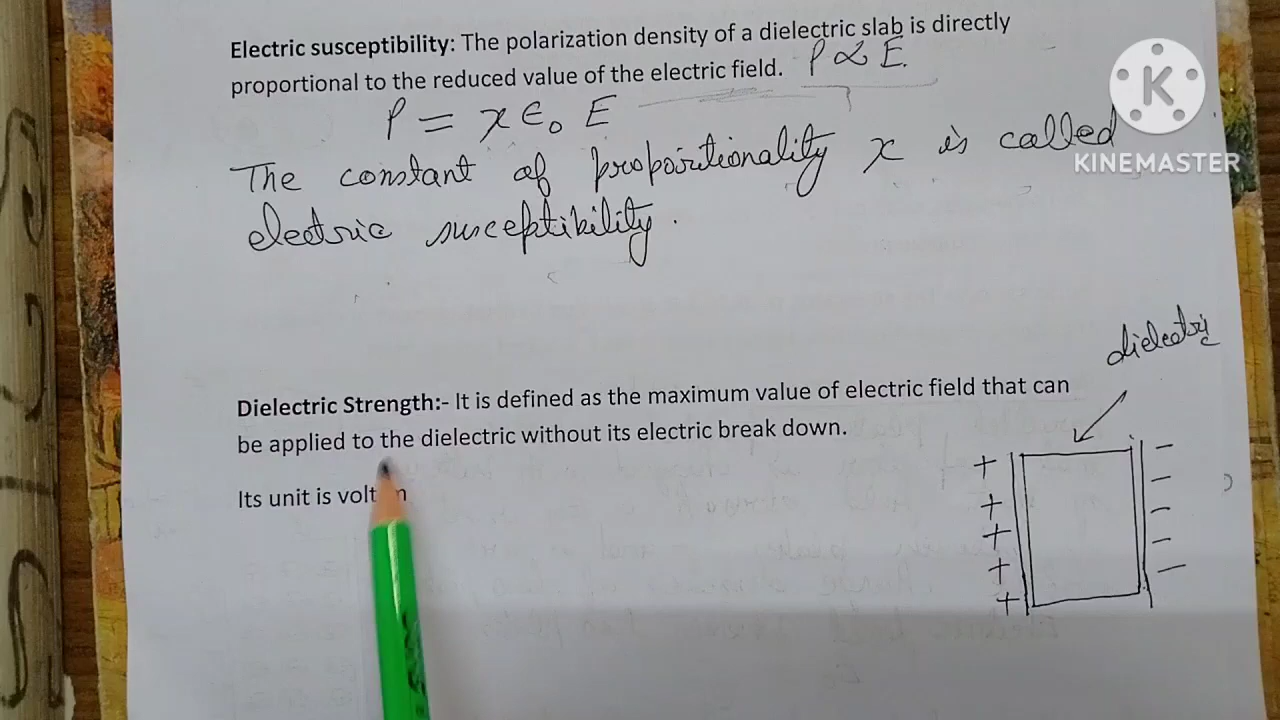 Electric susceptibility: The polarization density of a dielectric slab is directly
proportional to the reduced value of the electric field. P ∝ E.
P = χ ϵ₀ E
The constant of proportionality χ is called
electric susceptibility.
K
KINEMASTER
dielectric
Dielectric Strength:- It is defined as the maximum value of electric field that can
be applied to the dielectric without its electric break down.
Its unit is volt m
+ −
+ −
+ −
+ −
+ −